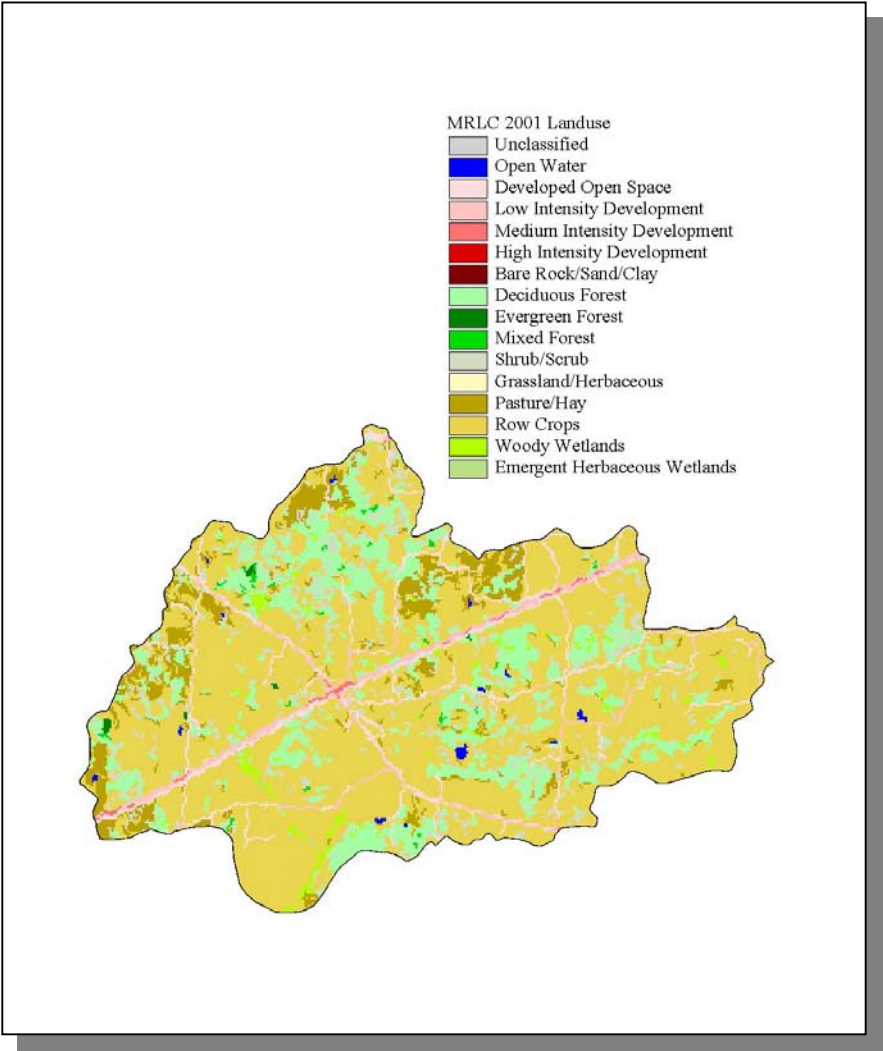 MRLC 2001 Landuse
Unclassified
Open Water
Developed Open Space
Low Intensity Development
Medium Intensity Development
High Intensity Development
Bare Rock/Sand/Clay
Deciduous Forest
Evergreen Forest
Mixed Forest
Shrub/Scrub
Grassland/Herbaceous
Pasture/Hay
Row Crops
Woody Wetlands
Emergent Herbaceous Wetlands